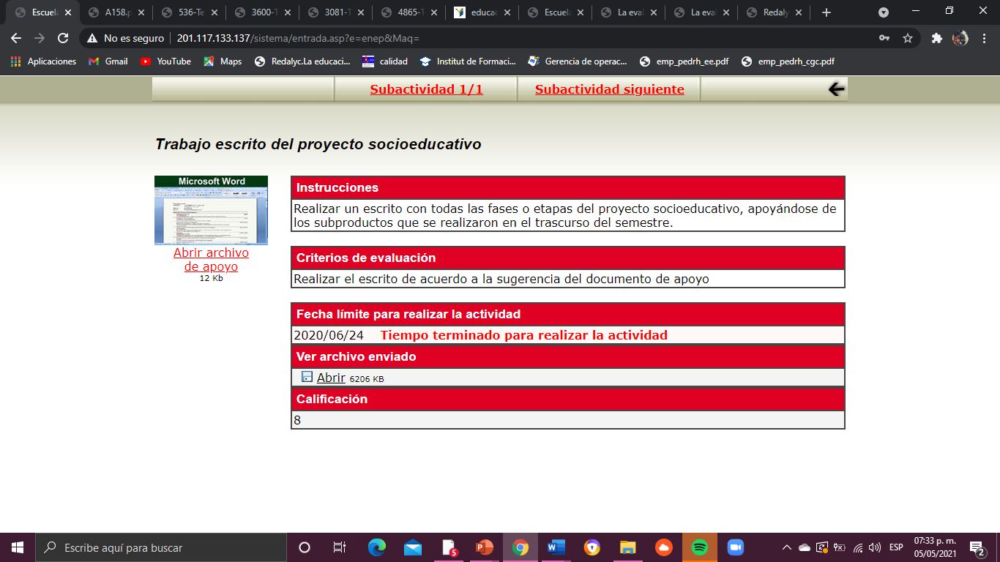 Escuela
A158.p
536-Te
3600-T
3081-T
4865-T
educac
Escuela
La eval
La eval
Redaly
No es seguro
201.117.133.137/sistema/entrada.asp?e=enep&Maq=
Aplicaciones
Gmail
YouTube
Maps
Redalyc.La educaci...
calidad
Institut de Formaci...
Gerencia de operac...
emp_pedrh_ee.pdf
emp_pedrh_cgc.pdf
Subactividad 1/1
Subactividad siguiente
Trabajo escrito del proyecto socioeducativo
Microsoft Word
Abrir archivo
de apoyo
12 Kb
Instrucciones
Realizar un escrito con todas las fases o etapas del proyecto socioeducativo, apoyándose de
los subproductos que se realizaron en el trascurso del semestre.
Criterios de evaluación
Realizar el escrito de acuerdo a la sugerencia del documento de apoyo
Fecha límite para realizar la actividad
2020/06/24 Tiempo terminado para realizar la actividad
Ver archivo enviado
Abrir 6206 KB
Calificación
8
Escribe aquí para buscar
5
ESP
07:33 p. m.
05/05/2021
2